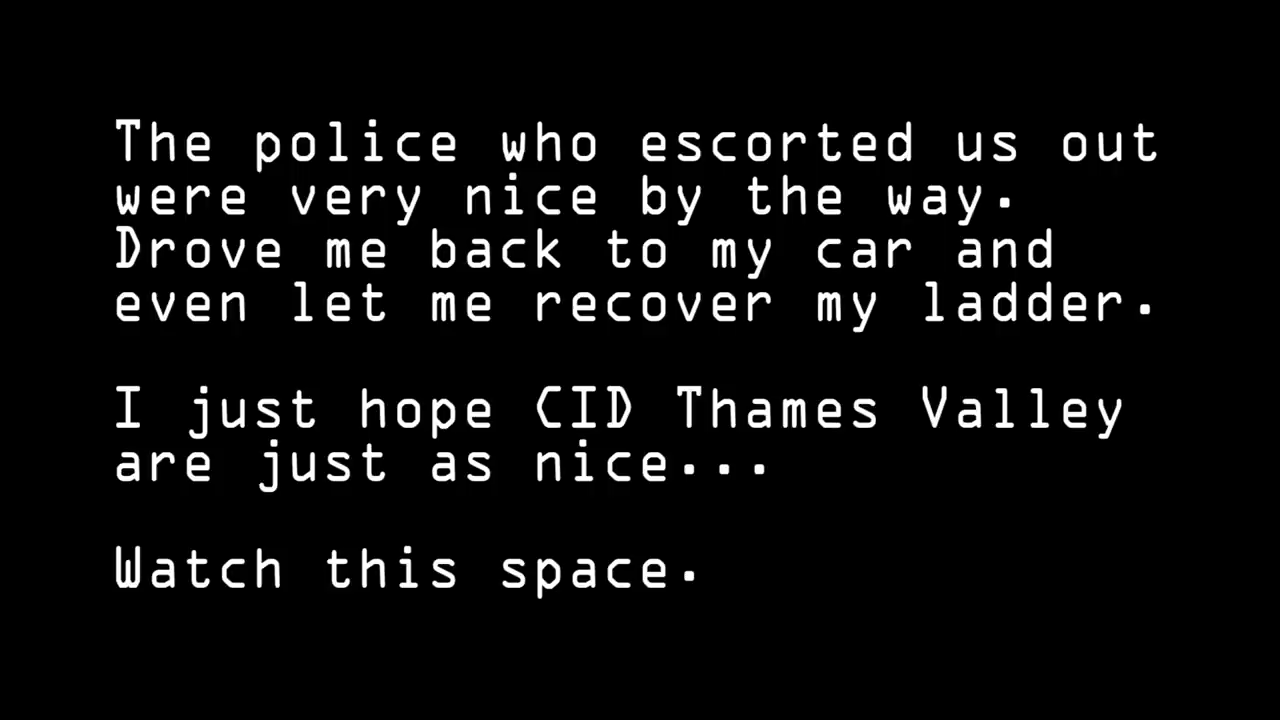 The police who escorted us out
were very nice by the way.
Drove me back to my car and
even let me recover my ladder.
I just hope CID Thames Valley
are just as nice...
Watch this space.